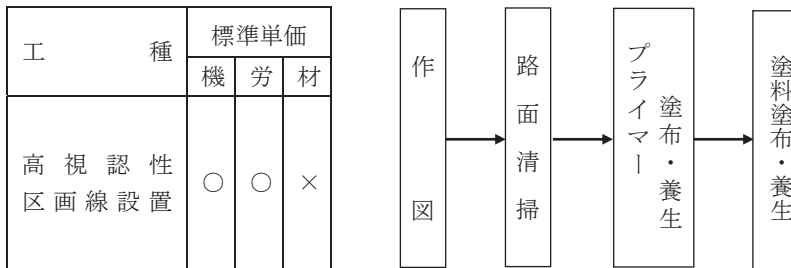 工種
標準単価
機 労 材
高視認性
区画線設置
○ ○ ×
作図
路面清掃
プライマー
塗布・養生
塗料塗布・養生